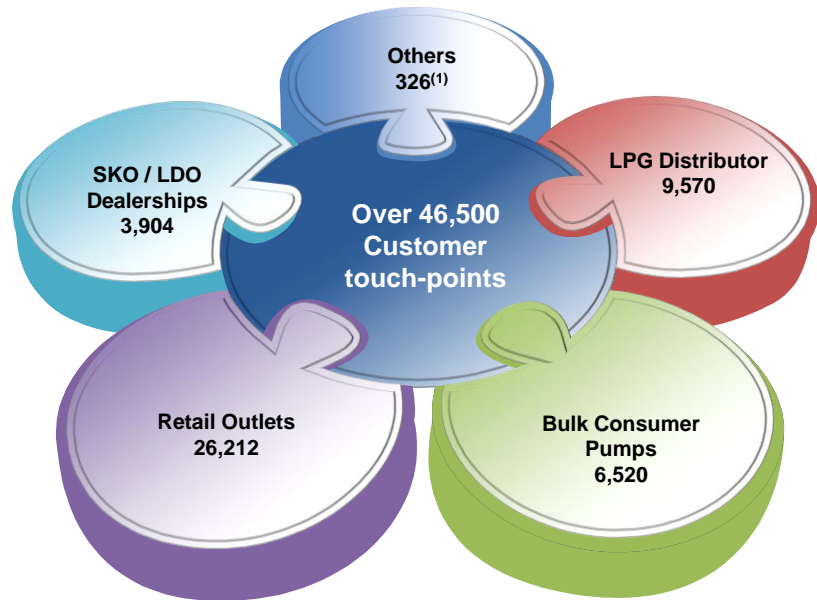 Others
326(1)
SKO / LDO
Dealerships
3,904
LPG Distributor
9,570
Over 46,500
Customer
touch-points
Retail Outlets
26,212
Bulk Consumer
Pumps
6,520